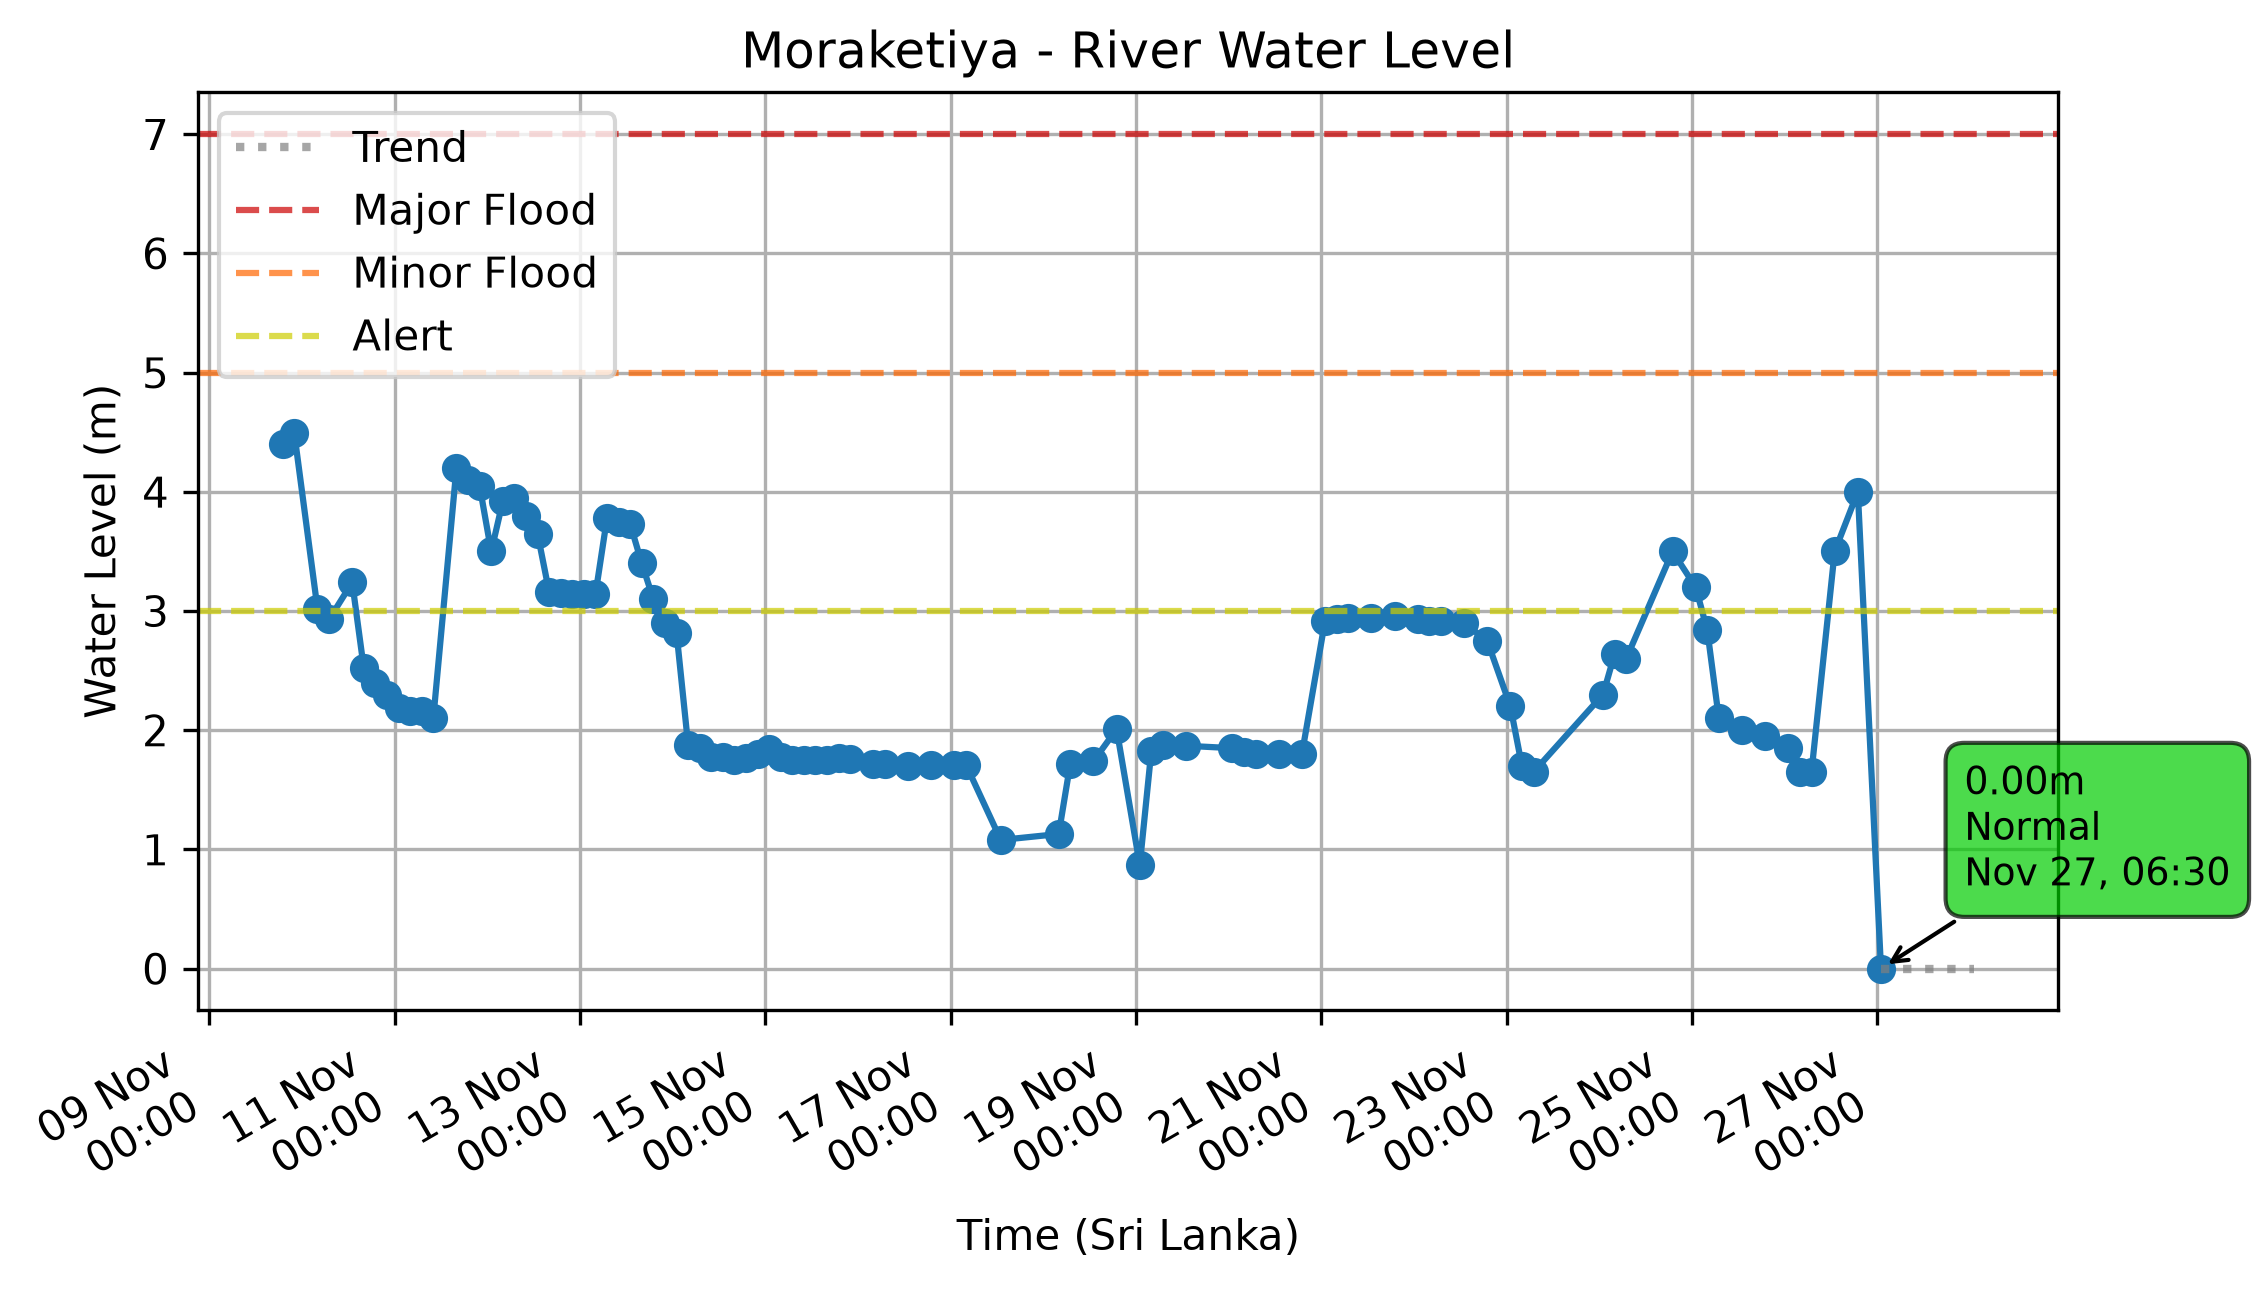 Moraketiya - River Water Level
Trend
Major Flood
Minor Flood
Alert
7
6
5
4
3
2
1
0
Water Level (m)
0.00m
Normal
Nov 27, 06:30
09 Nov
00:00
11 Nov
00:00
13 Nov
00:00
15 Nov
00:00
17 Nov
00:00
19 Nov
00:00
21 Nov
00:00
23 Nov
00:00
25 Nov
00:00
27 Nov
00:00
Time (Sri Lanka)